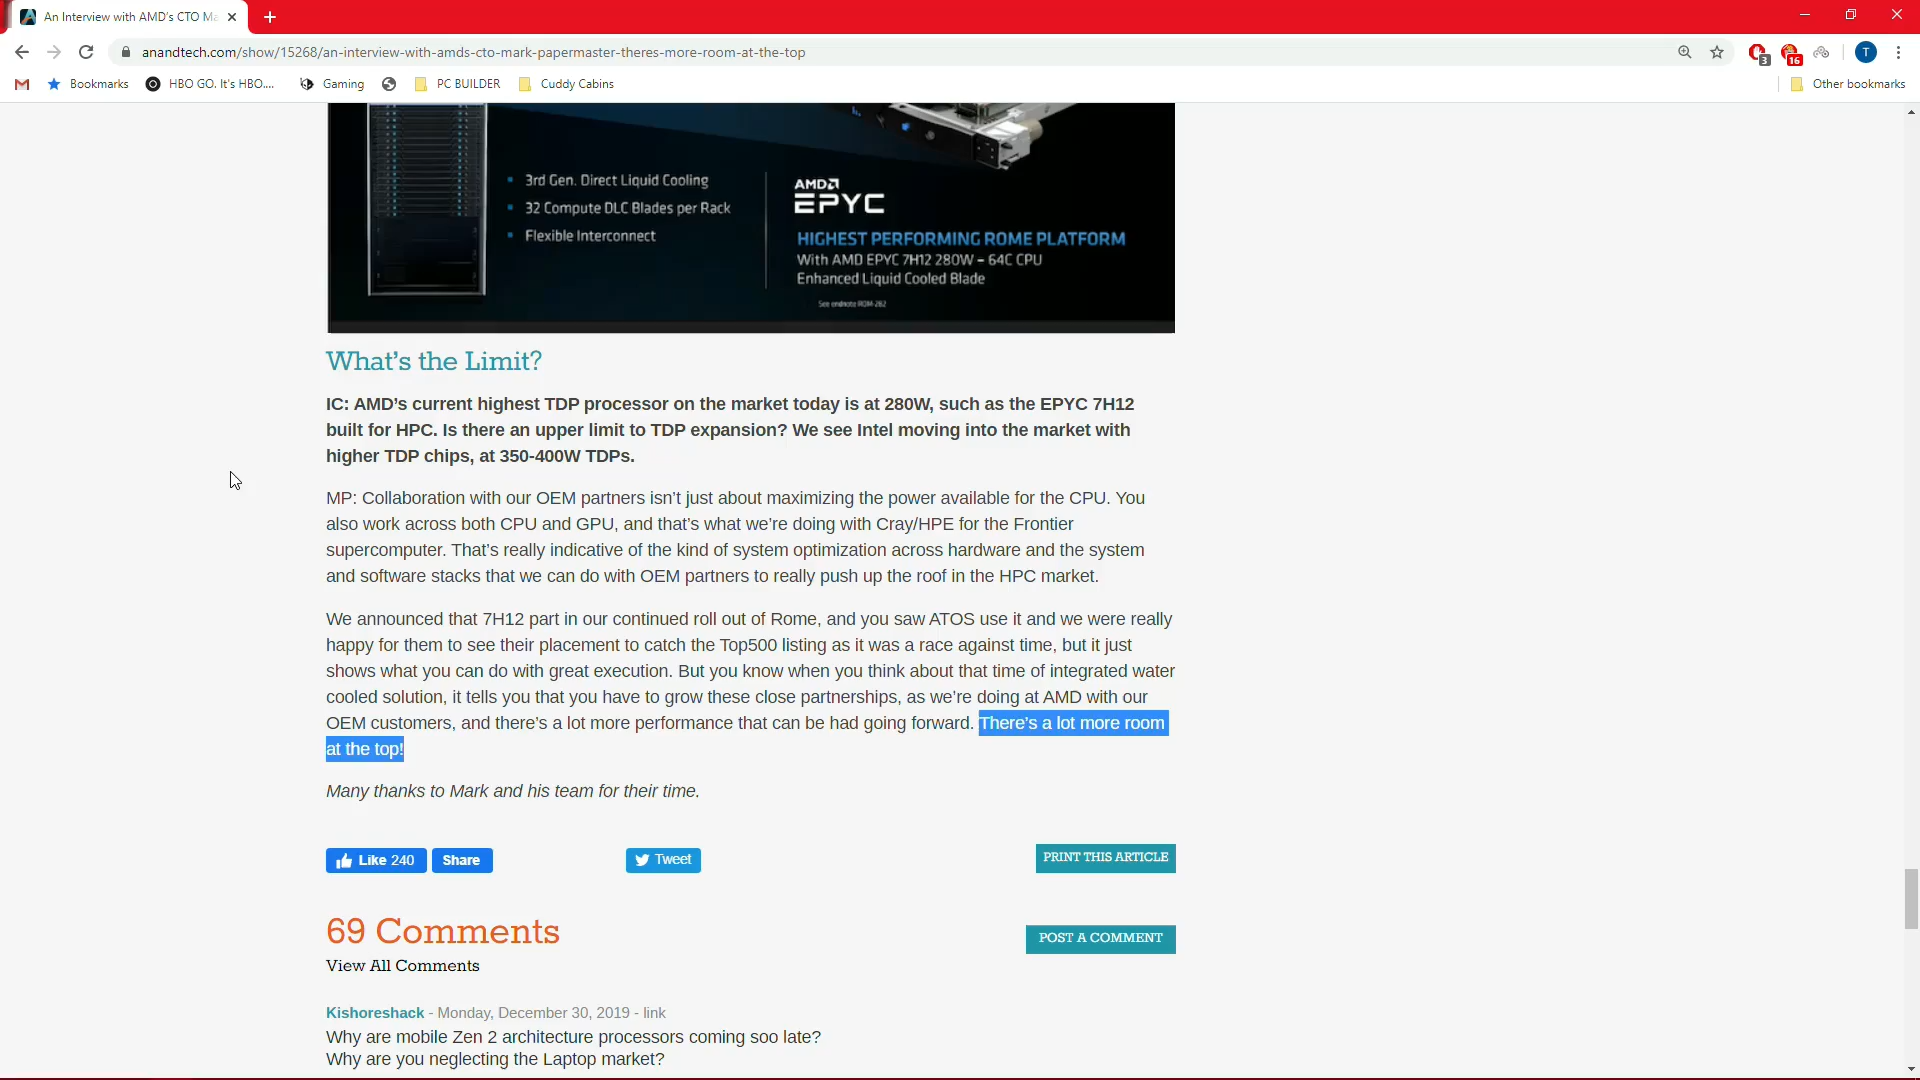 An Interview with AMD's CTO Ma
anandtech.com/show/15268/an-interview-with-amds-cto-mark-papermaster-theres-more-room-at-the-top
3
16
T
Bookmarks
HBO GO. It's HBO....
Gaming
PC BUILDER
Cuddy Cabins
Other bookmarks
3rd Gen. Direct Liquid Cooling
32 Compute DLC Blades per Rack
Flexible Interconnect
AMD
EPYC
HIGHEST PERFORMING ROME PLATFORM
With AMD EPYC 7H12 280W – 64C CPU
Enhanced Liquid Cooled Blade
See endnote ROM-262
What's the Limit?
IC: AMD's current highest TDP processor on the market today is at 280W, such as the EPYC 7H12
built for HPC. Is there an upper limit to TDP expansion? We see Intel moving into the market with
higher TDP chips, at 350-400W TDPs.
MP: Collaboration with our OEM partners isn't just about maximizing the power available for the CPU. You
also work across both CPU and GPU, and that's what we're doing with Cray/HPE for the Frontier
supercomputer. That's really indicative of the kind of system optimization across hardware and the system
and software stacks that we can do with OEM partners to really push up the roof in the HPC market.
We announced that 7H12 part in our continued roll out of Rome, and you saw ATOS use it and we were really
happy for them to see their placement to catch the Top500 listing as it was a race against time, but it just
shows what you can do with great execution. But you know when you think about that time of integrated water
cooled solution, it tells you that you have to grow these close partnerships, as we're doing at AMD with our
OEM customers, and there's a lot more performance that can be had going forward. There's a lot more room
at the top!
Many thanks to Mark and his team for their time.
Like 240
Share
Tweet
PRINT THIS ARTICLE
69 Comments
POST A COMMENT
View All Comments
Kishoreshack - Monday, December 30, 2019 - link
Why are mobile Zen 2 architecture processors coming soo late?
Why are you neglecting the Laptop market?